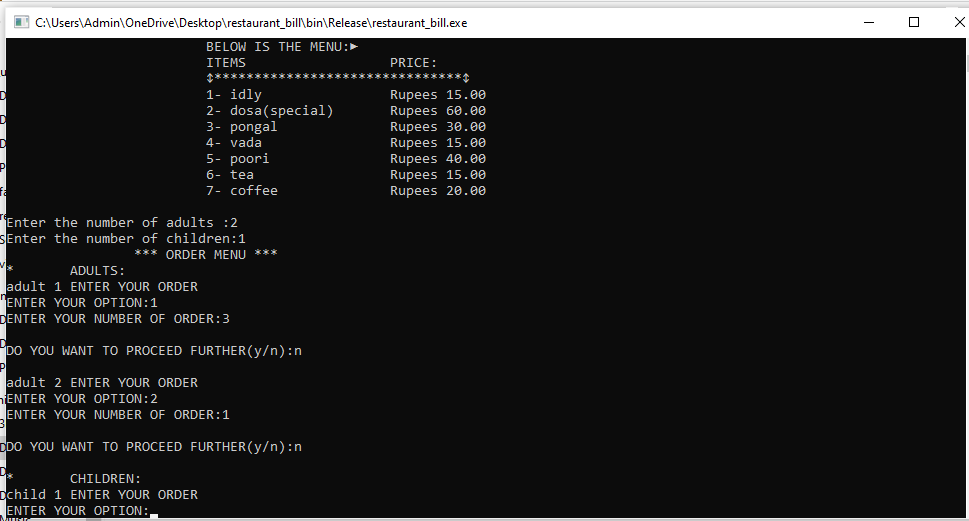 C:\Users\Admin\OneDrive\Desktop\restaurant_bill\bin\Release\restaurant_bill.exe
BELOW IS THE MENU:►
ITEMS PRICE:
↕*******************************↕
1- idly Rupees 15.00
2- dosa(special) Rupees 60.00
3- pongal Rupees 30.00
4- vada Rupees 15.00
5- poori Rupees 40.00
6- tea Rupees 15.00
7- coffee Rupees 20.00
Enter the number of adults :2
Enter the number of children:1
*** ORDER MENU ***
* ADULTS:
adult 1 ENTER YOUR ORDER
ENTER YOUR OPTION:1
ENTER YOUR NUMBER OF ORDER:3
DO YOU WANT TO PROCEED FURTHER(y/n):n
adult 2 ENTER YOUR ORDER
ENTER YOUR OPTION:2
ENTER YOUR NUMBER OF ORDER:1
DO YOU WANT TO PROCEED FURTHER(y/n):n
* CHILDREN:
child 1 ENTER YOUR ORDER
ENTER YOUR OPTION: